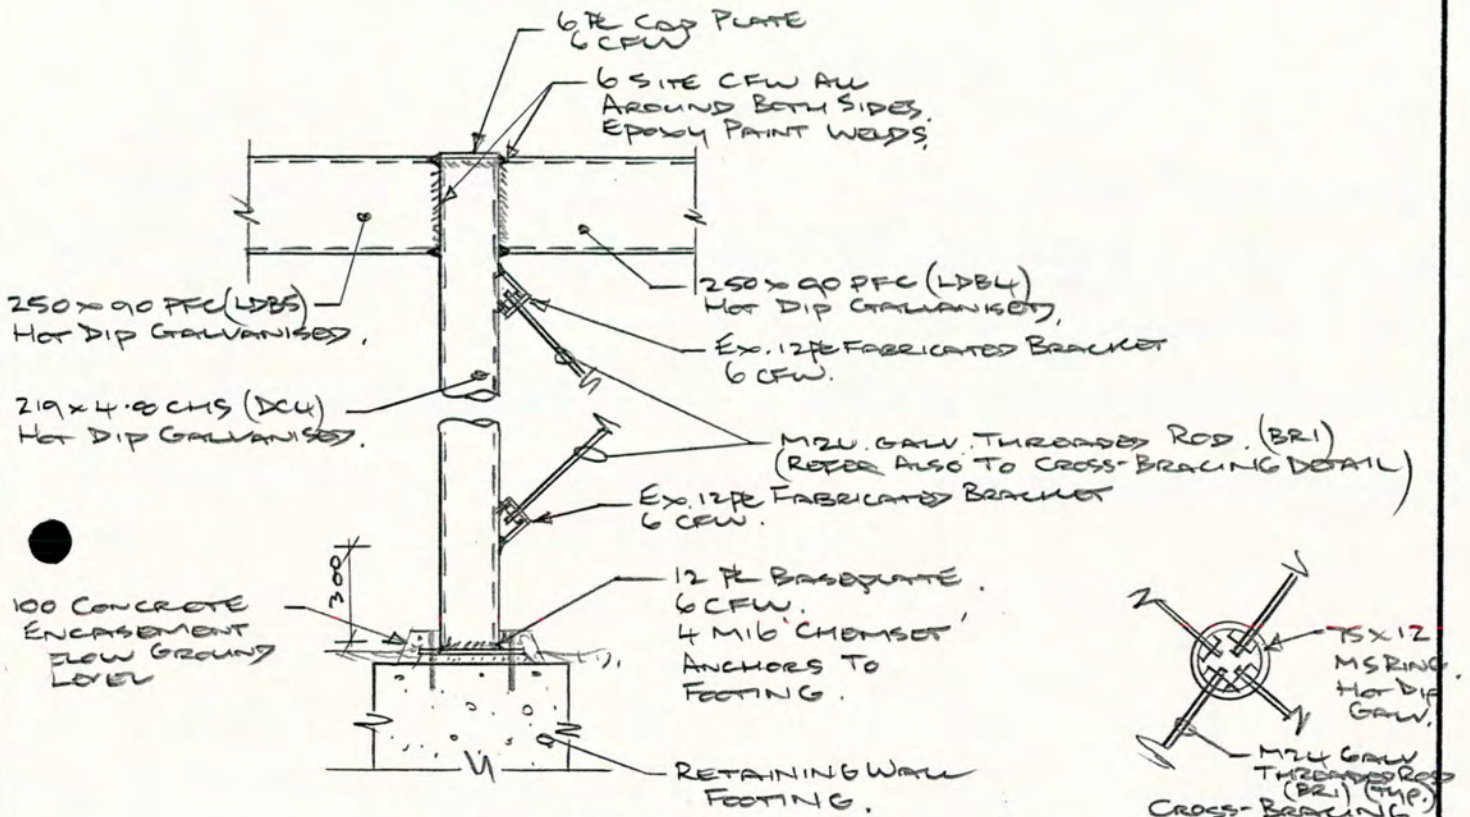 6 PL CAP PLATE
6 CFW
6 SITE CFW ALL
AROUND BOTH SIDES.
EPOXY PAINT WELDS.
250 x 90 PFC (LDB5)
HOT DIP GALVANISED.
250 x 90 PFC (LDB4)
HOT DIP GALVANISED.
EX. 12 PL FABRICATED BRACKET
6 CFW.
219 x 4.8 CHS (DC4)
HOT DIP GALVANISED.
M24 GALV. THREADED ROD. (BR1)
(REFER ALSO TO CROSS-BRACING DETAIL)
EX. 12 PL FABRICATED BRACKET
6 CFW.
300
100 CONCRETE
ENCASEMENT
ELOW GROUND
LEVEL
12 PL BASEPLATE.
6 CFW.
4 M16 'CHEMSET'
ANCHORS TO
FOOTING.
RETAINING WALL
FOOTING.
75 x 12
MS RING.
HOT DIP
GALV.
M24 GALV
THREADED ROD
(BR1) (TYP.)
CROSS-BRACING